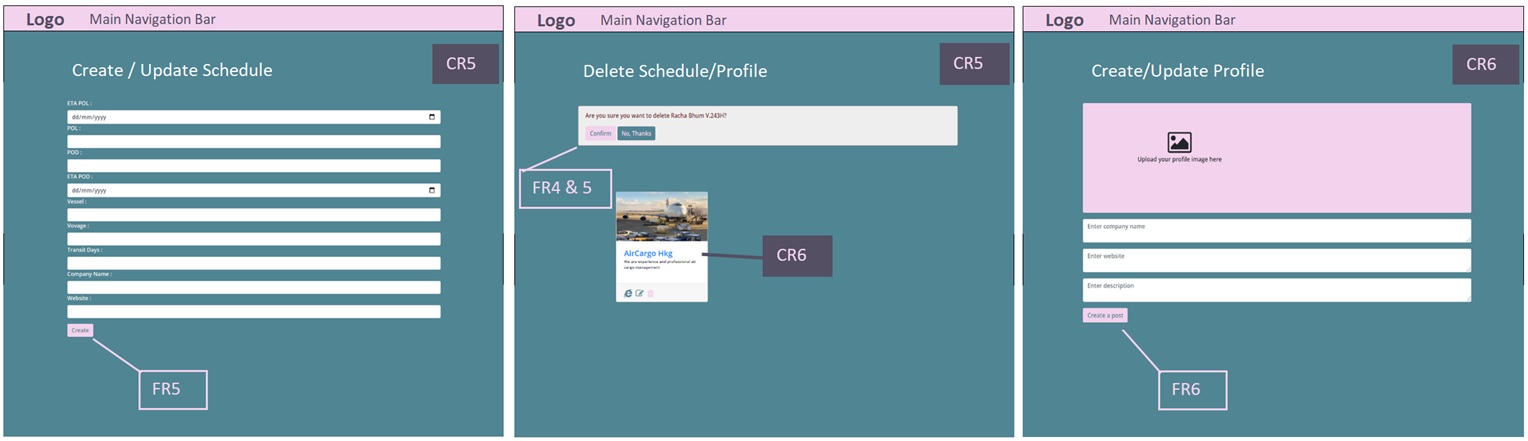 Logo Main Navigation Bar
CR5
Create / Update Schedule
ETA POL :
dd/mm/yyyy
POL :
POD :
ETA POD :
dd/mm/yyyy
Vessel :
Voyage :
Transit Days :
Company Name :
Website :
Create
FR5
Logo Main Navigation Bar
CR5
Delete Schedule/Profile
Are you sure you want to delete Racha Bhum V.243H?
Confirm No, Thanks
FR4 & 5
AirCargo Hkg
We are experience and professional air
cargo management
CR6
Logo Main Navigation Bar
CR6
Create/Update Profile
Upload your profile image here
Enter company name
Enter website
Enter description
Create a post
FR6